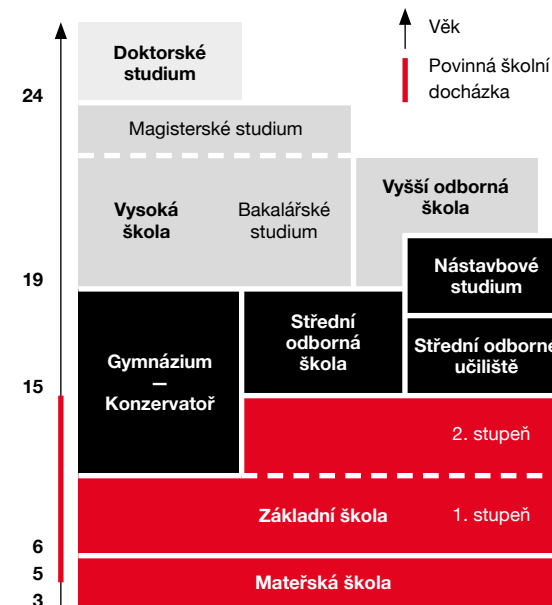 Věk
Povinná školní
docházka
Doktorské
studium
24
Magisterské studium
Vysoká
škola
Bakalářské
studium
Vyšší odborná
škola
19
Nástavbové
studium
Střední
odborná
škola
Střední odborné
učiliště
Gymnázium
—
Konzervatoř
15
2. stupeň
Základní škola
1. stupeň
6
5
Mateřská škola
3